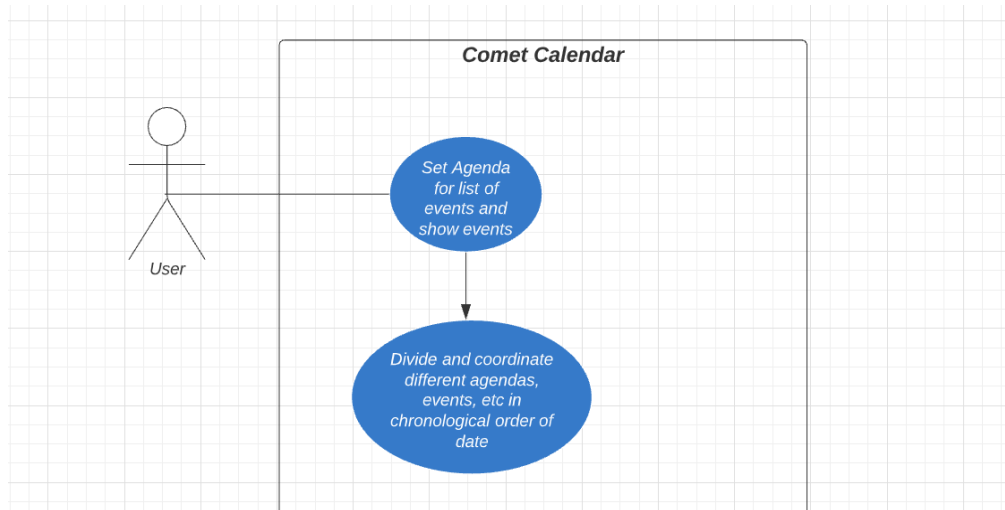 Comet Calendar
Set Agenda
for list of
events and
show events
User
Divide and coordinate
different agendas,
events, etc in
chronological order of
date